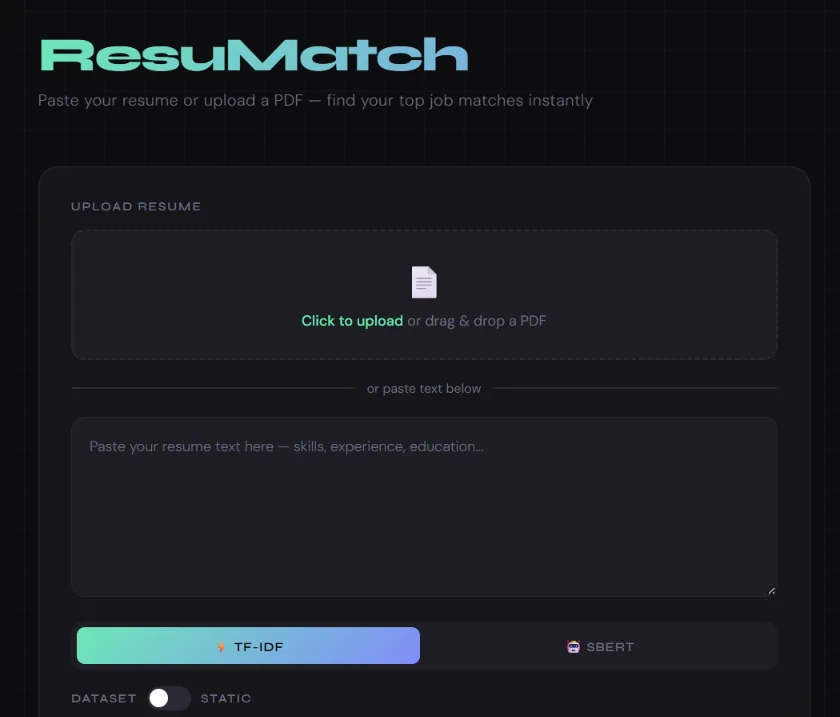 ResuMatch
Paste your resume or upload a PDF — find your top job matches instantly
UPLOAD RESUME
Click to upload or drag & drop a PDF
or paste text below
Paste your resume text here — skills, experience, education...
TF-IDF
SBERT
DATASET STATIC